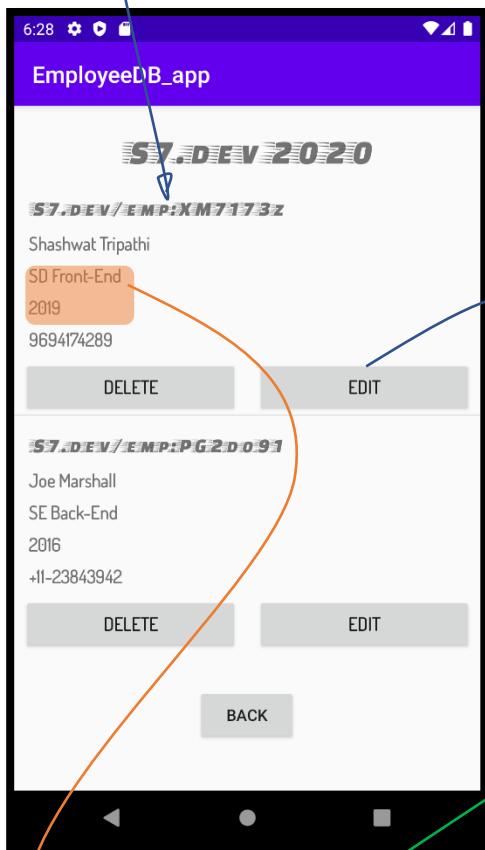 6:28
EmployeeDB_app
S7.dev 2020
S7.dev/emp:XM7173z
Shashwat Tripathi
SD Front-End
2019
9694174289
DELETE EDIT
S7.dev/emp:PG2D091
Joe Marshall
SE Back-End
2016
+11-23843942
DELETE EDIT
BACK